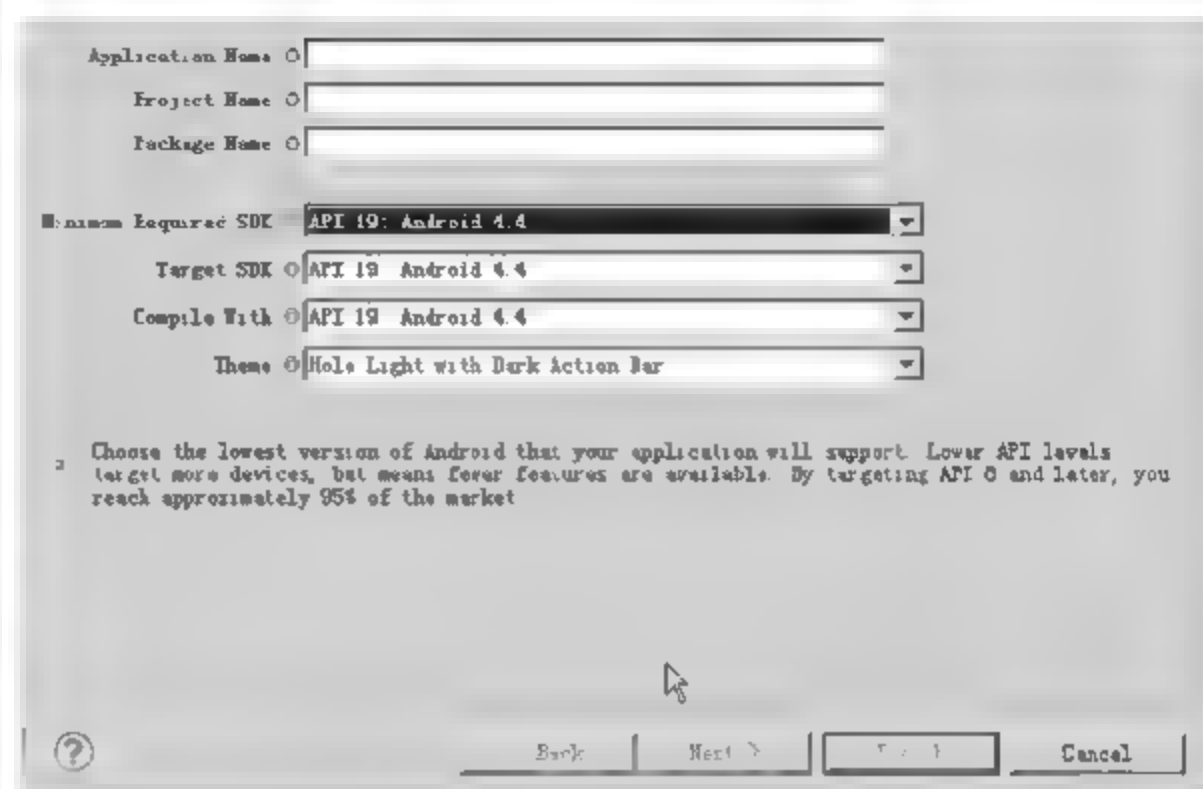 Application Name
Project Name
Package Name
Minimum Required SDK API 19: Android 4.4
Target SDK API 19 Android 4.4
Compile With API 19 Android 4.4
Theme Holo Light with Dark Action Bar
Choose the lowest version of Android that your application will support. Lower API levels
target more devices, but means fewer features are available. By targeting API 8 and later, you
reach approximately 95% of the market
?
Back Next > Cancel